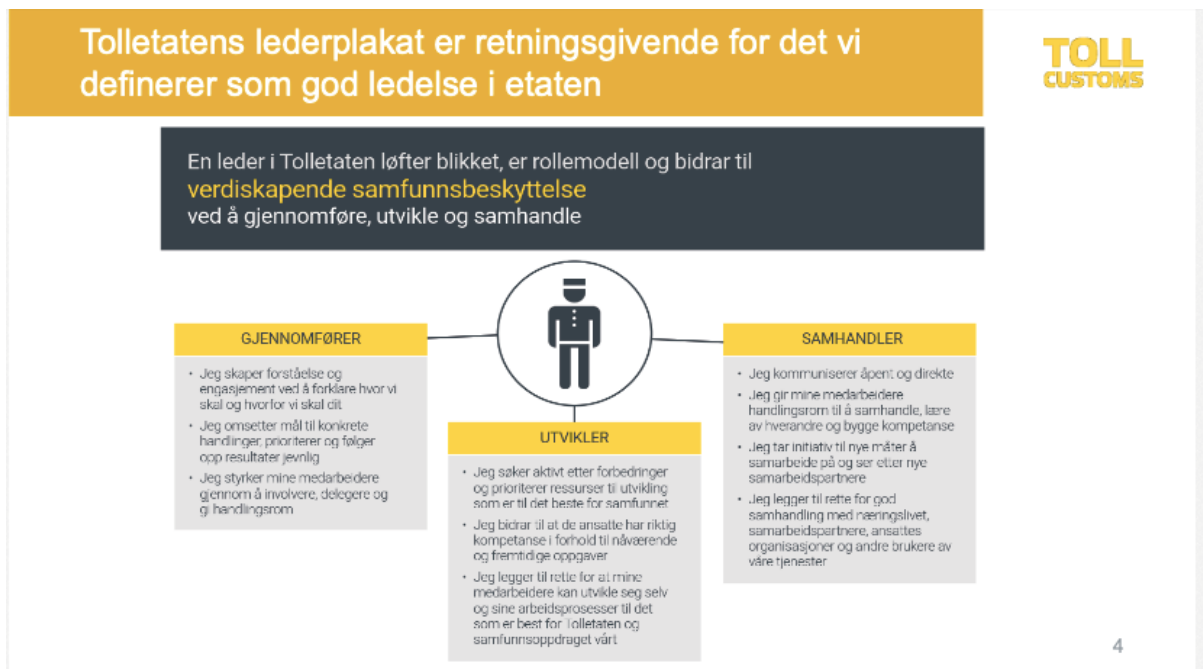 Tolletatens lederplakat er retningsgivende for det vi
definerer som god ledelse i etaten
TOLL
CUSTOMS
En leder i Tolletaten løfter blikket, er rollemodell og bidrar til
verdiskapende samfunnsbeskyttelse
ved å gjennomføre, utvikle og samhandle
GJENNOMFØRER
• Jeg skaper forståelse og
engasjement ved å forklare hvor vi
skal og hvorfor vi skal dit
• Jeg omsetter mål til konkrete
handlinger, prioriterer og følger
opp resultater jevnlig
• Jeg styrker mine medarbeidere
gjennom å involvere, delegere og
gi handlingsrom
UTVIKLER
• Jeg søker aktivt etter forbedringer
og prioriterer ressurser til utvikling
som er til det beste for samfunnet
• Jeg bidrar til at de ansatte har riktig
kompetanse i forhold til nåværende
og fremtidige oppgaver
• Jeg legger til rette for at mine
medarbeidere kan utvikle seg selv
og sine arbeidsprosesser til det
som er best for Tolletaten og
samfunnsoppdraget vårt
SAMHANDLER
• Jeg kommuniserer åpent og direkte
• Jeg gir mine medarbeidere
handlingsrom til å samhandle, lære
av hverandre og bygge kompetanse
• Jeg tar initiativ til nye måter å
samarbeide på og ser etter nye
samarbeidspartnere
• Jeg legger til rette for god
samhandling med næringslivet,
samarbeidspartnere, ansattes
organisasjoner og andre brukere av
våre tjenester
4